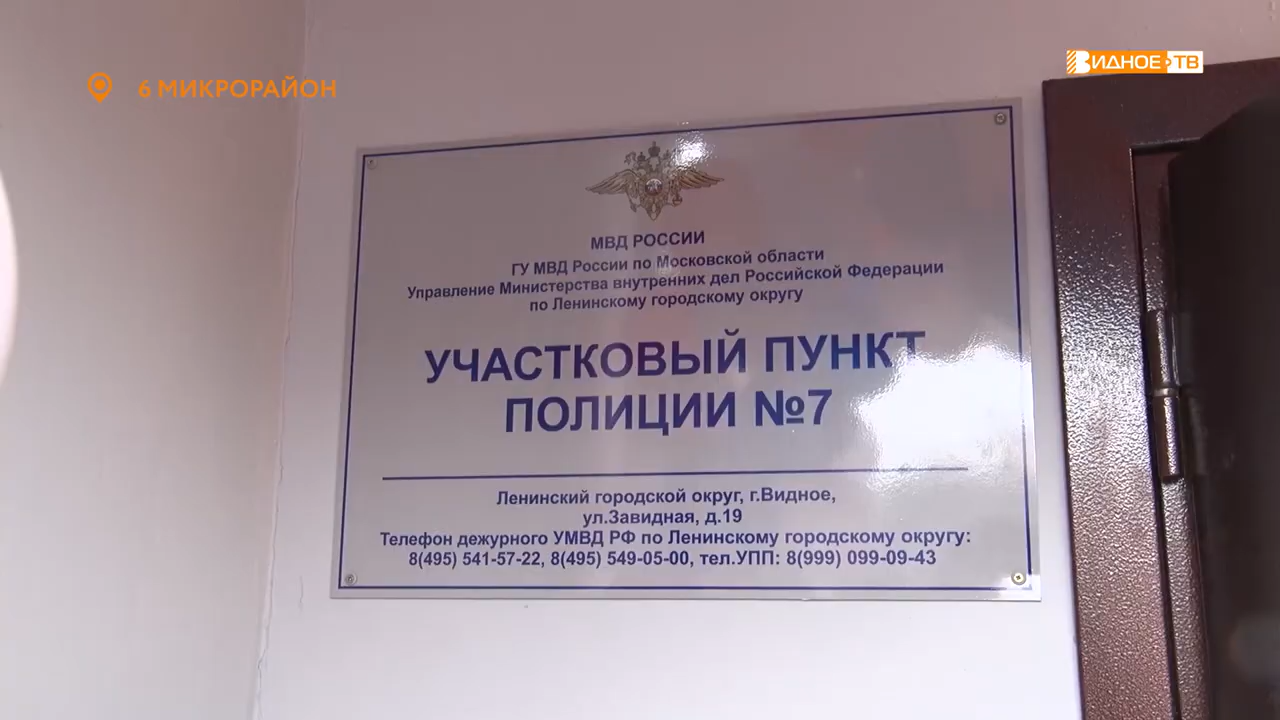 6 МИКРОРАЙОН
ВИДНОЕ ТВ
МВД РОССИИ
ГУ МВД России по Московской области
Управление Министерства внутренних дел Российской Федерации
по Ленинскому городскому округу
УЧАСТКОВЫЙ ПУНКТ
ПОЛИЦИИ №7
Ленинский городской округ, г.Видное,
ул.Завидная, д.19
Телефон дежурного УМВД РФ по Ленинскому городскому округу:
8(495) 541-57-22, 8(495) 549-05-00, тел.УПП: 8(999) 099-09-43